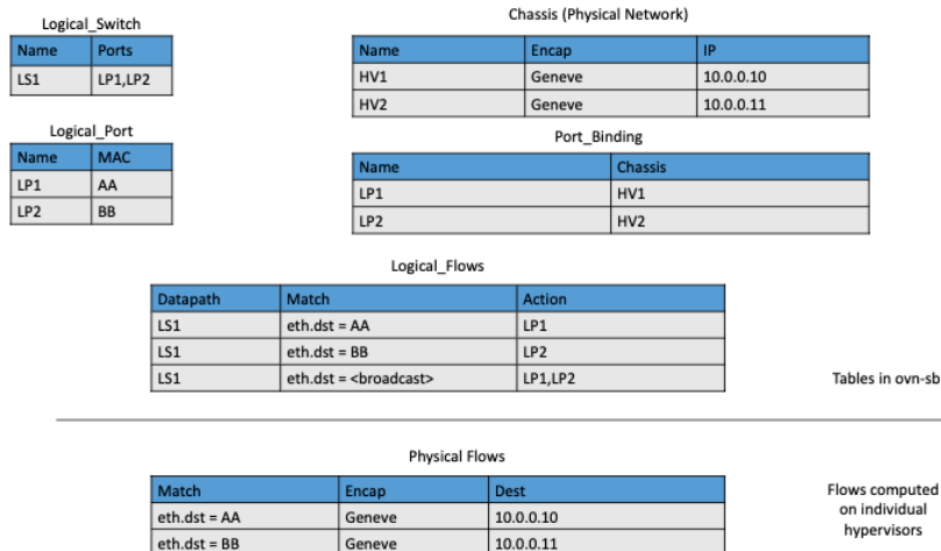 Logical_Switch
Name Ports
LS1 LP1,LP2
Logical_Port
Name MAC
LP1 AA
LP2 BB
Chassis (Physical Network)
Name Encap IP
HV1 Geneve 10.0.0.10
HV2 Geneve 10.0.0.11
Port_Binding
Name Chassis
LP1 HV1
LP2 HV2
Logical_Flows
Datapath Match Action
LS1 eth.dst = AA LP1
LS1 eth.dst = BB LP2
LS1 eth.dst = <broadcast> LP1,LP2
Tables in ovn-sb
Physical Flows
Match Encap Dest
eth.dst = AA Geneve 10.0.0.10
eth.dst = BB Geneve 10.0.0.11
Flows computed
on individual
hypervisors